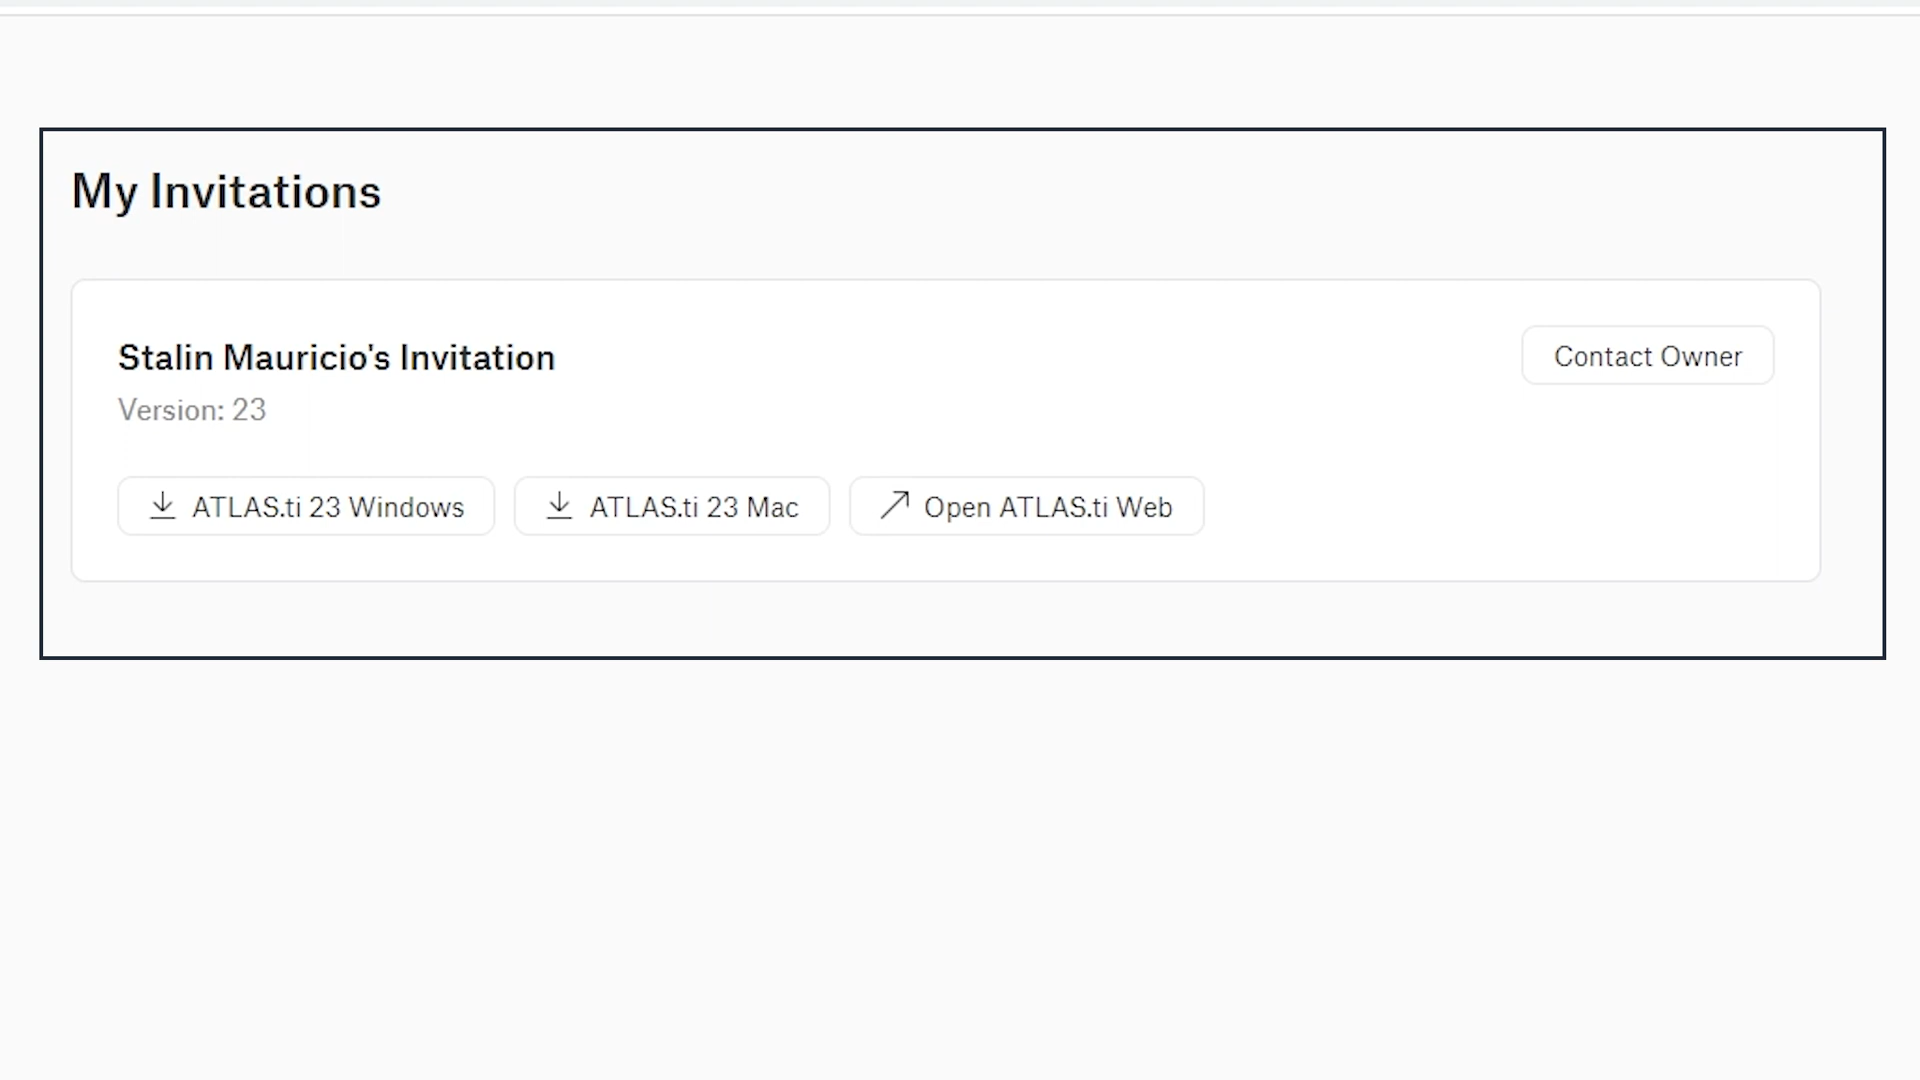 My Invitations
Stalin Mauricio's Invitation
Contact Owner
Version: 23
ATLAS.ti 23 Windows
ATLAS.ti 23 Mac
Open ATLAS.ti Web